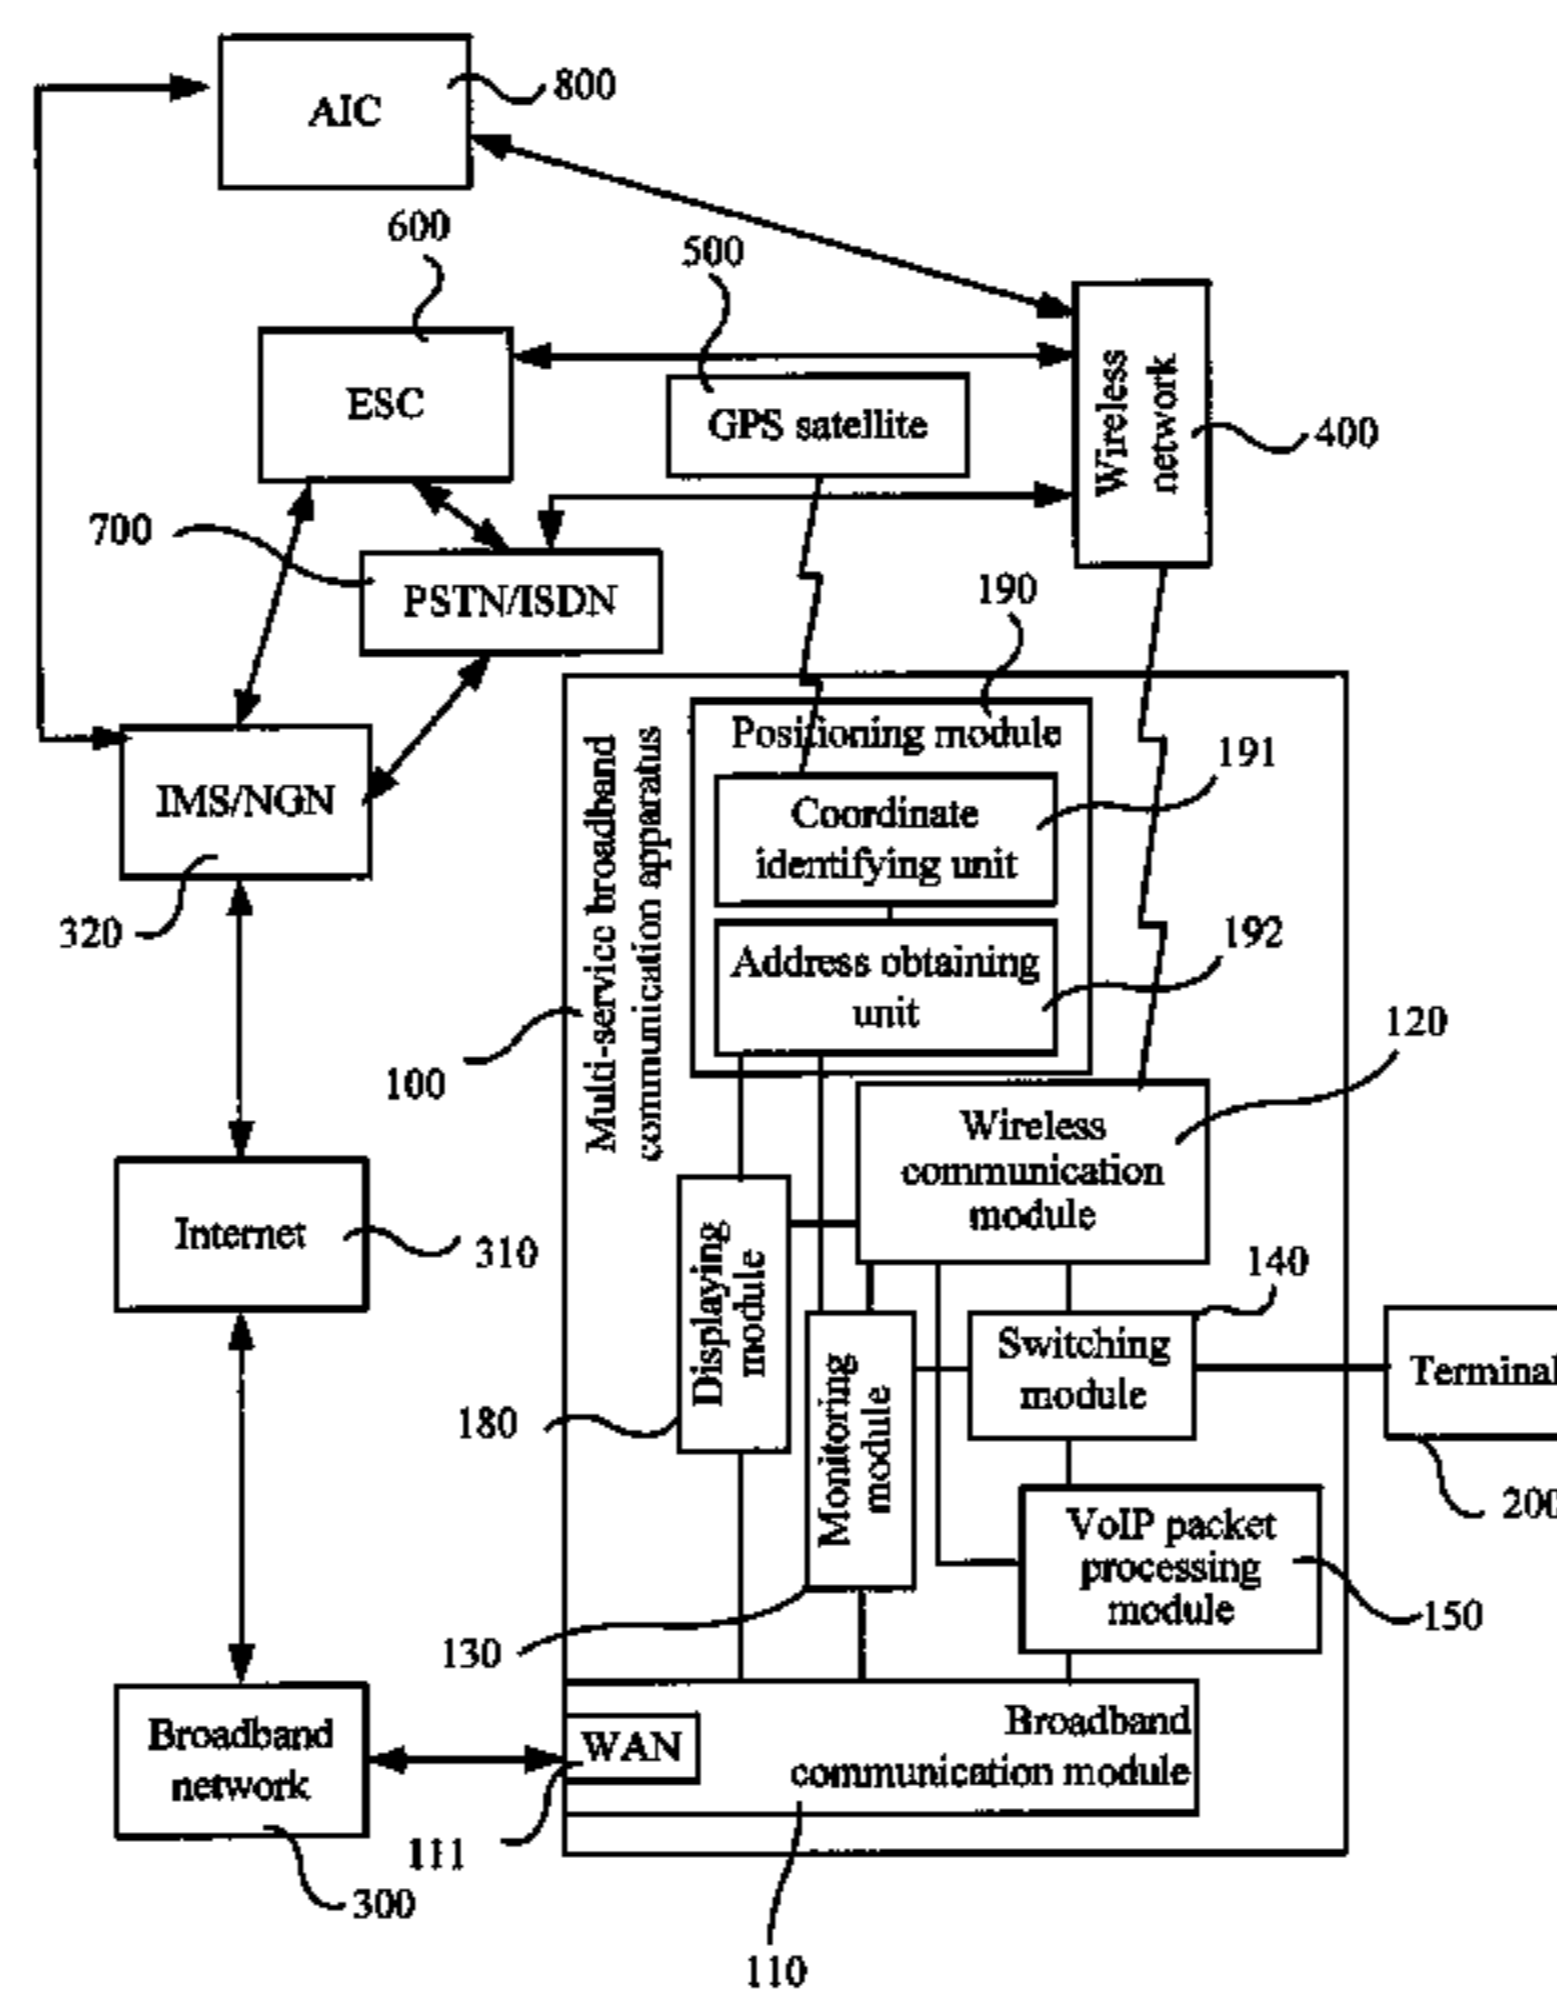 AIC
800
600
500
ESC
GPS satellite
Wireless
network
400
700
PSTN/ISDN
190
Positioning module
191
IMS/NGN
Coordinate
identifying unit
320
Multi-service broadband
communication apparatus
192
Address obtaining
unit
100
120
Wireless
communication
module
Internet
310
Displaying
module
140
Switching
module
Terminal
180
Monitoring
module
200
VoIP packet
processing
module
150
130
Broadband
network
WAN
Broadband
communication module
111
300
110